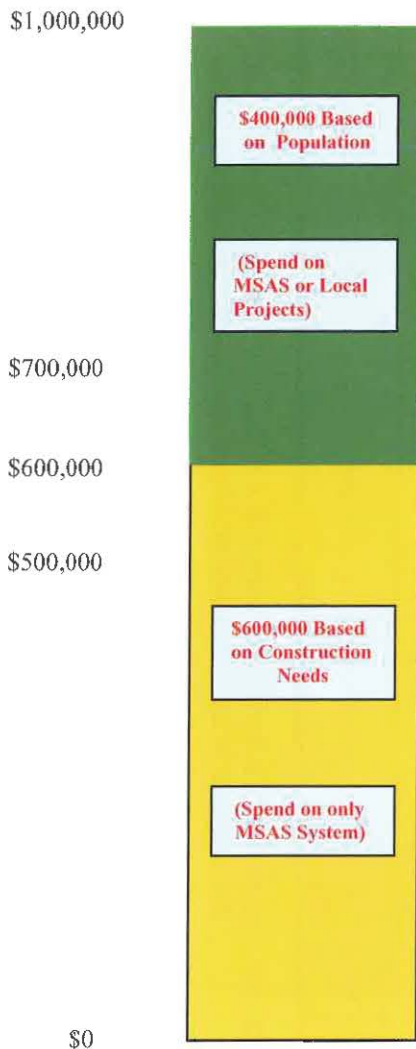 $1,000,000
$400,000 Based
on Population
(Spend on
MSAS or Local
Projects)
$700,000
$600,000
$500,000
$600,000 Based
on Construction
Needs
(Spend on only
MSAS System)
$0